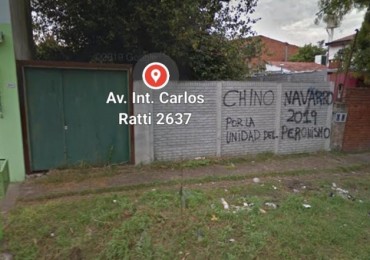 Av. Int. Carlos
Ratti 2637
CHINO NAVARRO
2019
POR LA
UNIDAD DEL PERONISMO